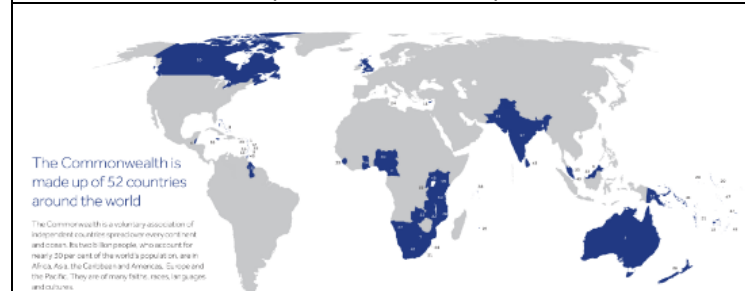 The Commonwealth is
made up of 52 countries
around the world
The Commonwealth is a voluntary association of
independent countries spread over every continent
and ocean. Its two billion people, who account for
nearly 30 per cent of the world's population, are in
Africa, Asia, the Caribbean and Americas, Europe and
the Pacific. They are of many faiths, races, languages
and cultures.